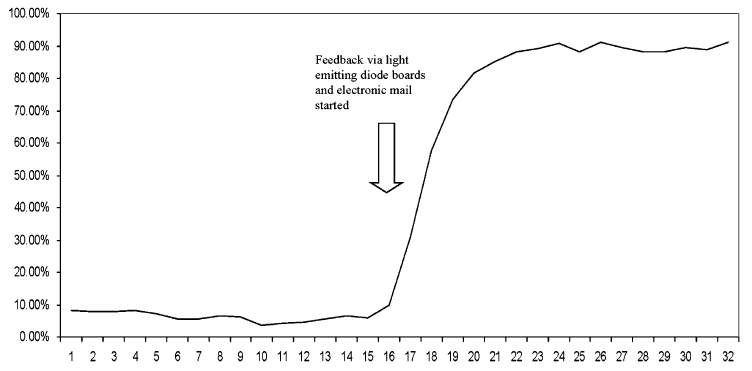 100.00%
90.00%
80.00%
70.00%
60.00%
50.00%
40.00%
30.00%
20.00%
10.00%
0.00%
Feedback via light
emitting diode boards
and electronic mail
started
1 2 3 4 5 6 7 8 9 10 11 12 13 14 15 16 17 18 19 20 21 22 23 24 25 26 27 28 29 30 31 32